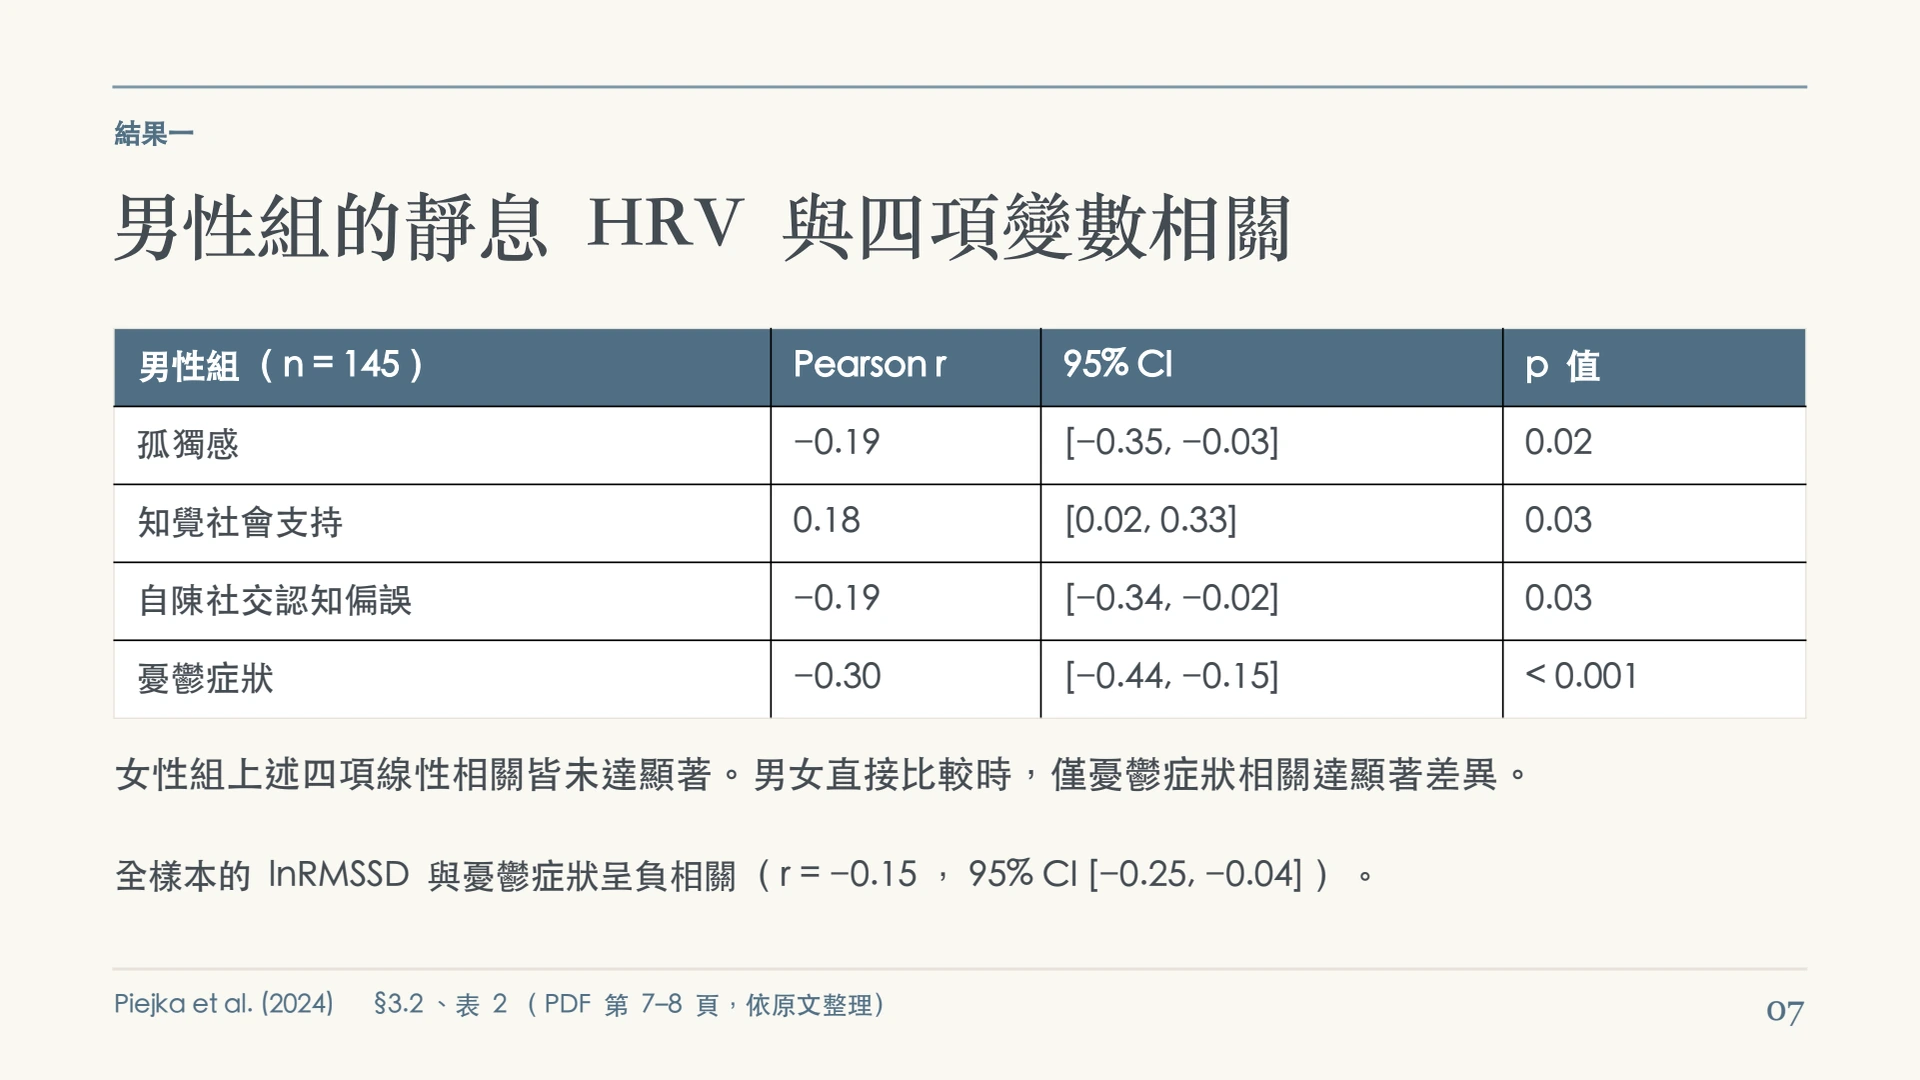 結果一
男性組的靜息 HRV 與四項變數相關
男性組（n = 145） Pearson r 95% CI p 值
孤獨感 −0.19 [−0.35, −0.03] 0.02
知覺社會支持 0.18 [0.02, 0.33] 0.03
自陳社交認知偏誤 −0.19 [−0.34, −0.02] 0.03
憂鬱症狀 −0.30 [−0.44, −0.15] < 0.001
女性組上述四項線性相關皆未達顯著。男女直接比較時，僅憂鬱症狀相關達顯著差異。
全樣本的 lnRMSSD 與憂鬱症狀呈負相關（r = −0.15，95% CI [−0.25, −0.04]）。
Piejka et al. (2024) §3.2、表 2（PDF 第 7–8 頁，依原文整理）
07